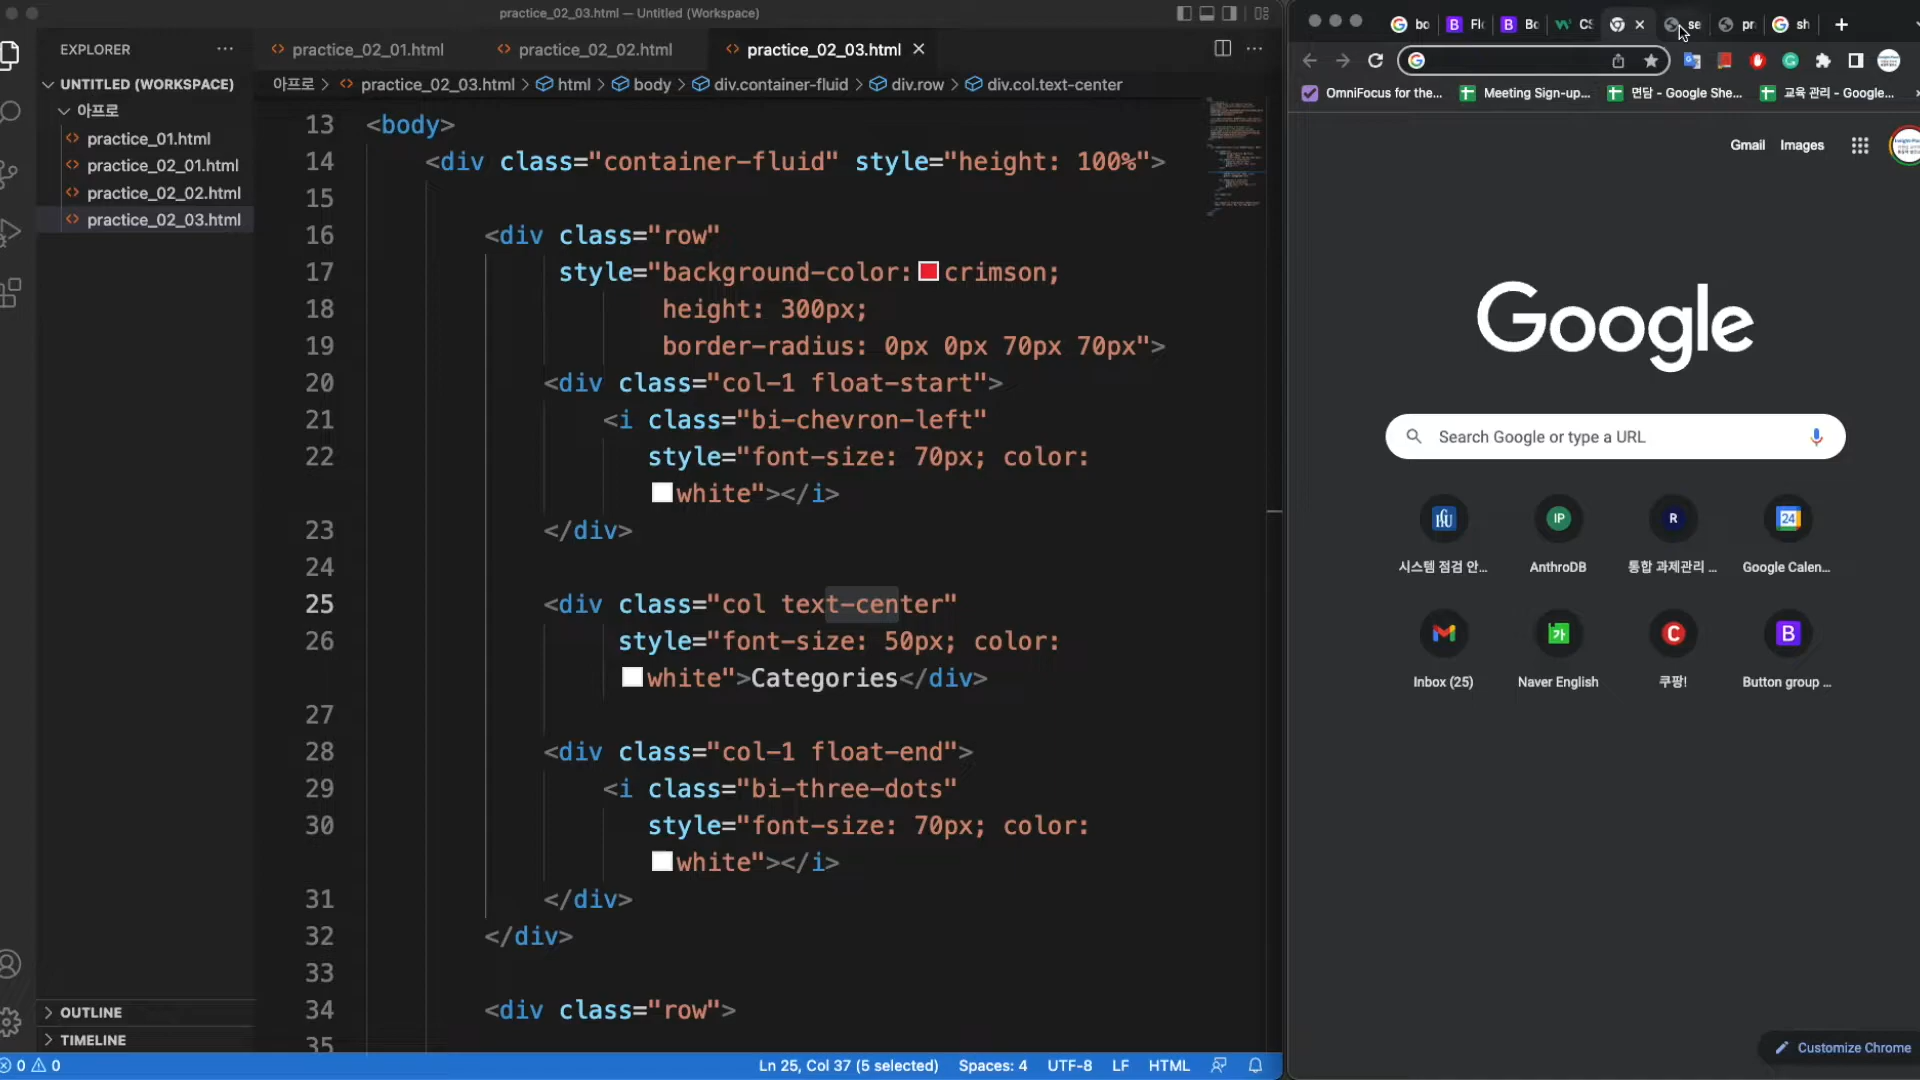 practice_02_03.html — Untitled (Workspace)
EXPLORER
UNTITLED (WORKSPACE)
아프로
practice_01.html
practice_02_01.html
practice_02_02.html
practice_02_03.html
OUTLINE
TIMELINE
practice_02_01.html practice_02_02.html practice_02_03.html
아프로 > practice_02_03.html > html > body > div.container-fluid > div.row > div.col.text-center
13 <body>
14 <div class="container-fluid" style="height: 100%">
15
16 <div class="row"
17 style="background-color: crimson;
18 height: 300px;
19 border-radius: 0px 0px 70px 70px">
20 <div class="col-1 float-start">
21 <i class="bi-chevron-left"
22 style="font-size: 70px; color:
white"></i>
23 </div>
24
25 <div class="col text-center"
26 style="font-size: 50px; color:
white">Categories</div>
27
28 <div class="col-1 float-end">
29 <i class="bi-three-dots"
30 style="font-size: 70px; color:
white"></i>
31 </div>
32 </div>
33
34 <div class="row">
35
0 0 Ln 25, Col 37 (5 selected) Spaces: 4 UTF-8 LF HTML
bo Fl Bo CS se pr sh
OmniFocus for the... Meeting Sign-up... 면담 - Google She... 교육 관리 - Google...
Gmail Images
Google
Search Google or type a URL
IP R 24
시스템 점검 안... AnthroDB 통합 과제관리 ... Google Calen...
가 C B
Inbox (25) Naver English 쿠팡! Button group ...
Customize Chrome